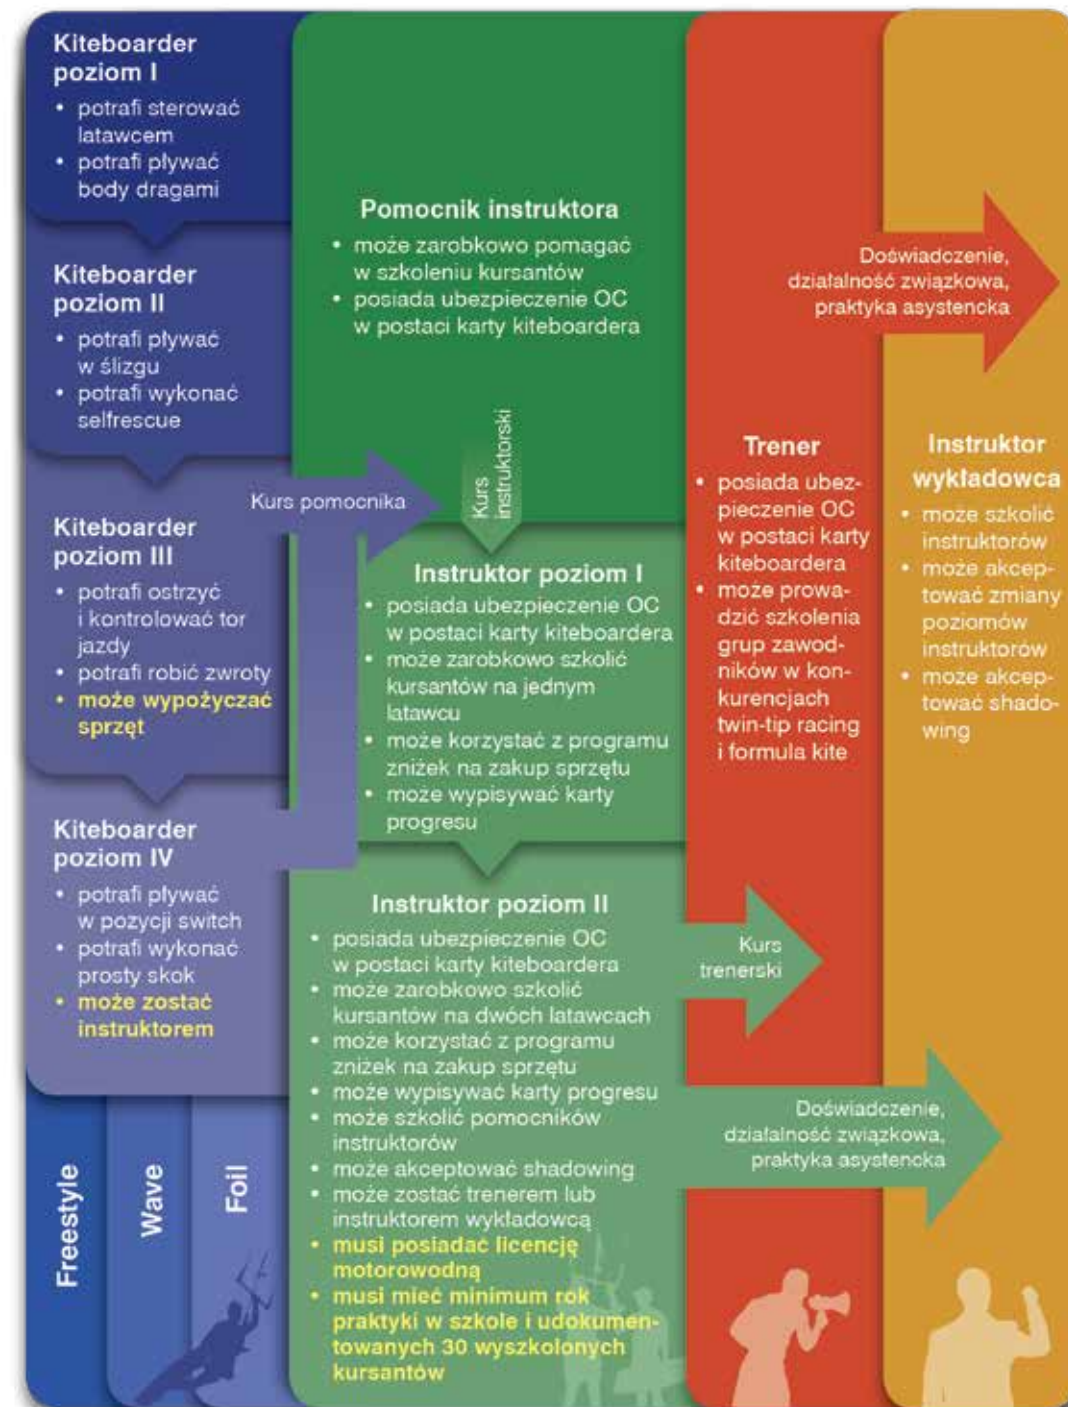 Kiteboarder
poziom I
• potrafi sterować
latawcem
• potrafi pływać
body dragami
Kiteboarder
poziom II
• potrafi pływać
w ślizgu
• potrafi wykonać
selfrescue
Kiteboarder
poziom III
• potrafi ostrzyć
i kontrolować tor
jazdy
• potrafi robić zwroty
• może wypożyczać
sprzęt
Kiteboarder
poziom IV
• potrafi pływać
w pozycji switch
• potrafi wykonać
prosty skok
• może zostać
instruktorem
Freestyle
Wave
Foil
Kurs pomocnika
Pomocnik instruktora
• może zarobkowo pomagać
w szkoleniu kursantów
• posiada ubezpieczenie OC
w postaci karty kiteboardera
Kurs
instruktorski
Instruktor poziom I
• posiada ubezpieczenie OC
w postaci karty kiteboardera
• może zarobkowo szkolić
kursantów na jednym
latawcu
• może korzystać z programu
zniżek na zakup sprzętu
• może wypisywać karty
progresu
Instruktor poziom II
• posiada ubezpieczenie OC
w postaci karty kiteboardera
• może zarobkowo szkolić
kursantów na dwóch latawcach
• może korzystać z programu
zniżek na zakup sprzętu
• może wypisywać karty progresu
• może szkolić pomocników
instruktorów
• może akceptować shadowing
• może zostać trenerem lub
instruktorem wykładowcą
• musi posiadać licencję
motorowodną
• musi mieć minimum rok
praktyki w szkole i udokumen-
towanych 30 wyszkolonych
kursantów
Kurs
trenerski
Doświadczenie,
działalność związkowa,
praktyka asystencka
Trener
• posiada ubez-
pieczenie OC
w postaci karty
kiteboardera
• może prowa-
dzić szkolenia
grup zawod-
ników w kon-
kurencjach
twin-tip racing
i formula kite
Doświadczenie,
działalność związkowa,
praktyka asystencka
Instruktor
wykładowca
• może szkolić
instruktorów
• może akcep-
tować zmiany
poziomów
instruktorów
• może akcep-
tować shado-
wing